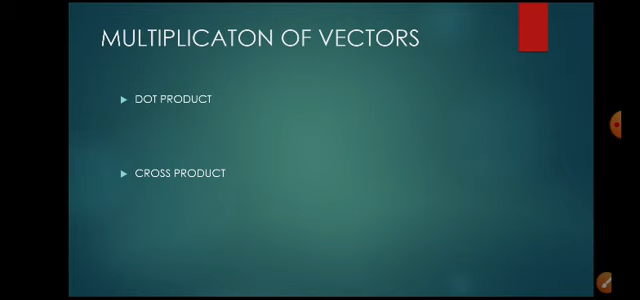 MULTIPLICATON OF VECTORS
DOT PRODUCT
CROSS PRODUCT